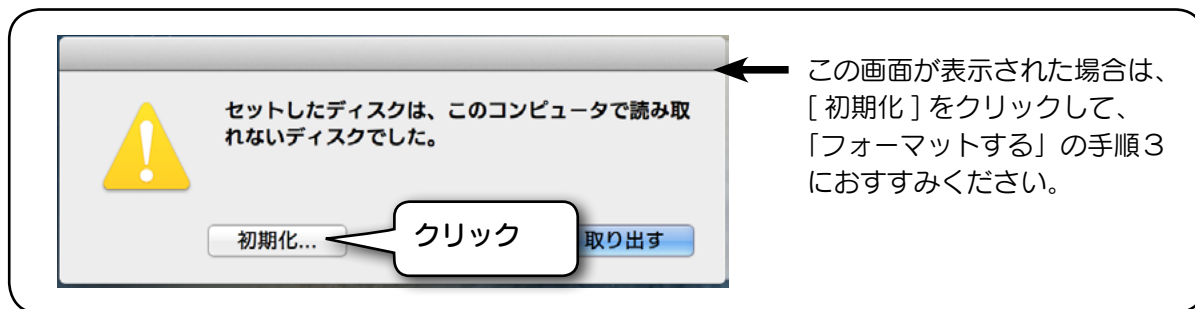 セットしたディスクは、このコンピュータで読み取
れないディスクでした。
初期化...
クリック
取り出す
この画面が表示された場合は、
[ 初期化 ] をクリックして、
「フォーマットする」の手順３
におすすみください。